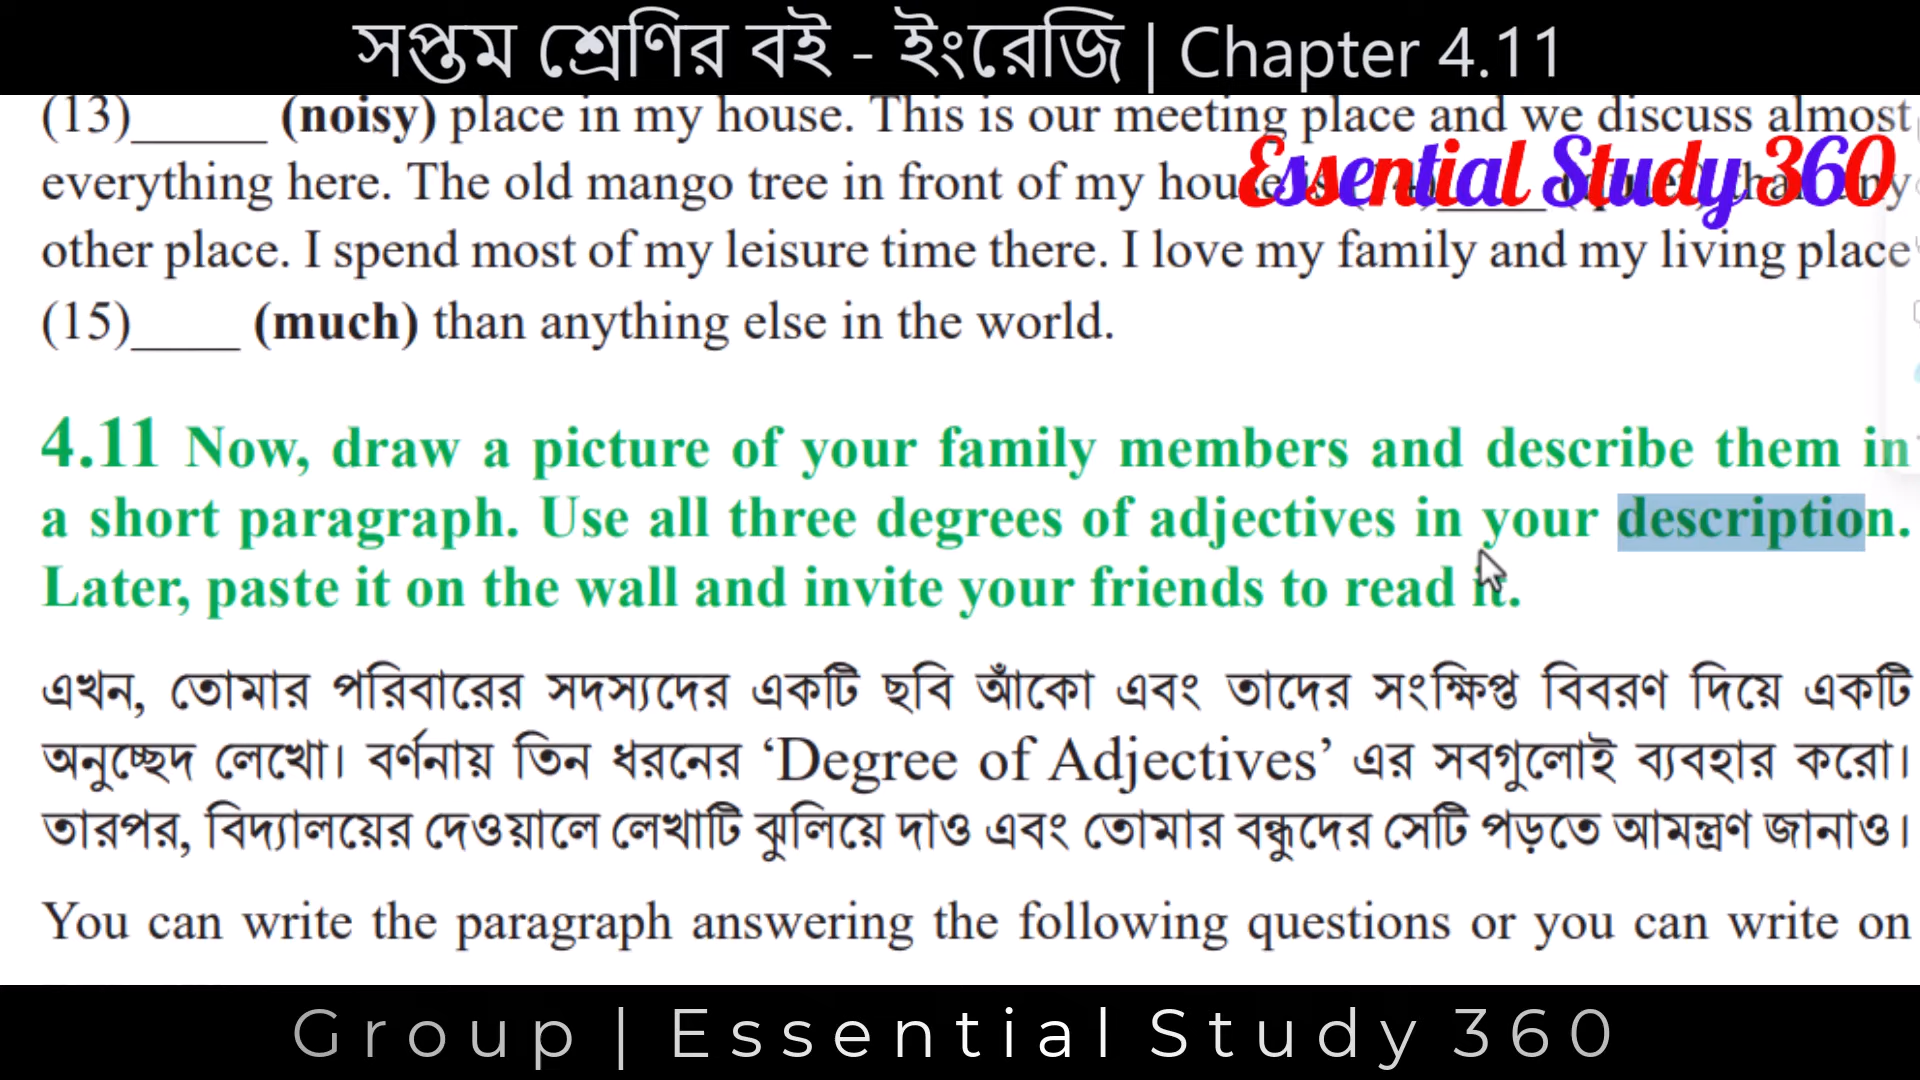 সপ্তম শ্রেণির বই - ইংরেজি | Chapter 4.11
(13)_____ (noisy) place in my house. This is our meeting place and we discuss almost
Essential Study 360
everything here. The old mango tree in front of my house
other place. I spend most of my leisure time there. I love my family and my living place
(15)____ (much) than anything else in the world.
4.11 Now, draw a picture of your family members and describe them in
a short paragraph. Use all three degrees of adjectives in your description.
Later, paste it on the wall and invite your friends to read it.
এখন, তোমার পরিবারের সদস্যদের একটি ছবি আঁকো এবং তাদের সংক্ষিপ্ত বিবরণ দিয়ে একটি
অনুচ্ছেদ লেখো। বর্ণনায় তিন ধরনের ‘Degree of Adjectives’ এর সবগুলোই ব্যবহার করো।
তারপর, বিদ্যালয়ের দেওয়ালে লেখাটি ঝুলিয়ে দাও এবং তোমার বন্ধুদের সেটি পড়তে আমন্ত্রণ জানাও।
You can write the paragraph answering the following questions or you can write on
Group | Essential Study 360